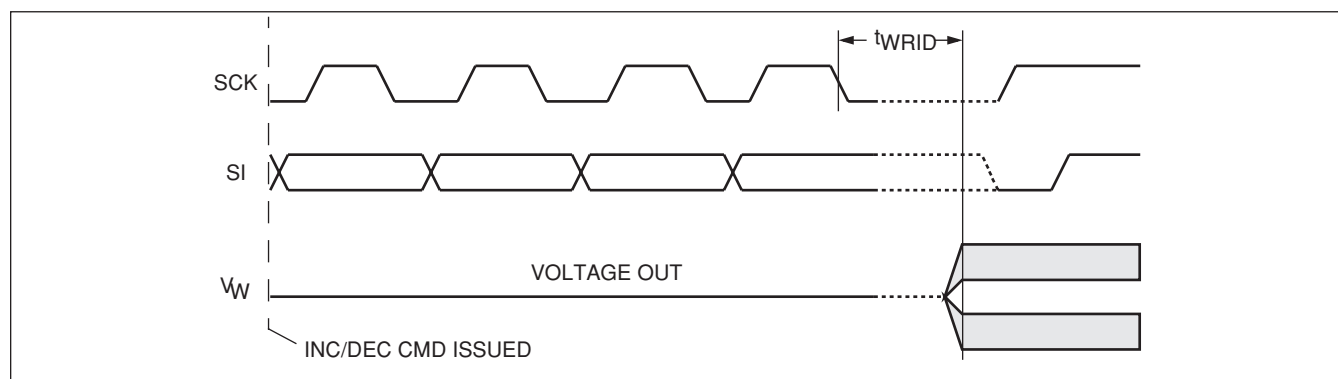 tWRID
SCK
SI
VOLTAGE OUT
VW
INC/DEC CMD ISSUED